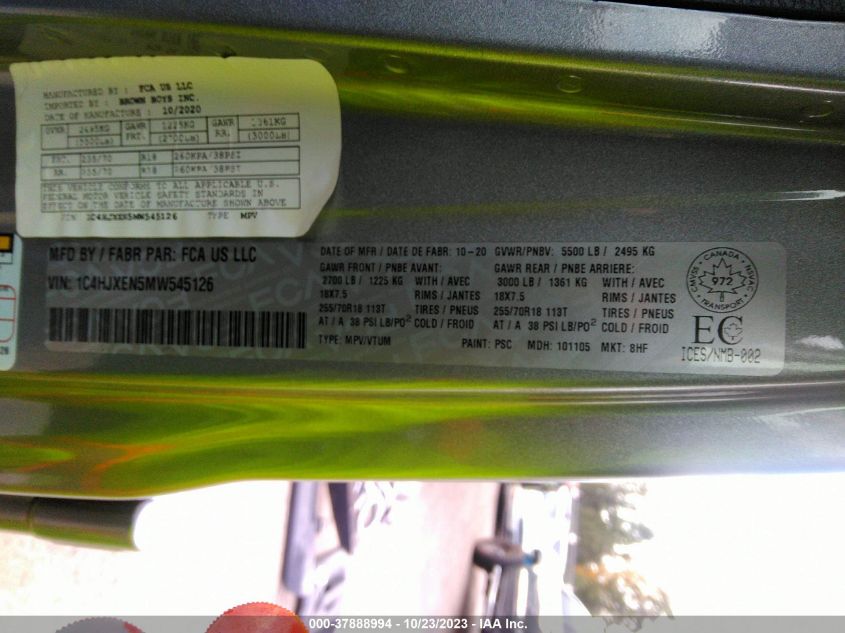 MANUFACTURED BY : FCA US LLC
IMPORTED BY : BROWN BOYS INC.
DATE OF MANUFACTURE : 10/2020
GVWR 2495KG (5500LB) GAWR FRT. 1225KG (2700LB) GAWR RR. 1361KG (3000LB)
FRT. 255/70 R18 260KPA/38PSI
RR. 255/70 R18 260KPA/38PSI
THIS VEHICLE CONFORMS TO ALL APPLICABLE U.S.
FEDERAL MOTOR VEHICLE SAFETY STANDARDS IN
EFFECT ON THE DATE OF MANUFACTURE SHOWN ABOVE
VIN 1C4HJXEN5MW545126 TYPE MPV
MFD BY / FABR PAR: FCA US LLC
VIN: 1C4HJXEN5MW545126
DATE OF MFR / DATE DE FABR: 10-20 GVWR/PNBV: 5500 LB / 2495 KG
GAWR FRONT / PNBE AVANT: GAWR REAR / PNBE ARRIERE:
2700 LB / 1225 KG WITH / AVEC 3000 LB / 1361 KG WITH / AVEC
18X7.5 RIMS / JANTES 18X7.5 RIMS / JANTES
255/70R18 113T TIRES / PNEUS 255/70R18 113T TIRES / PNEUS
AT / A 38 PSI LB/PO² COLD / FROID AT / A 38 PSI LB/PO² COLD / FROID
TYPE: MPV/VTUM PAINT: PSC MDH: 101105 MKT: 8HF
CANADA
CMVSS 972 NSVAC
TRANSPORT
EC
ICES/NMB-002
000-37888994 - 10/23/2023 - IAA Inc.